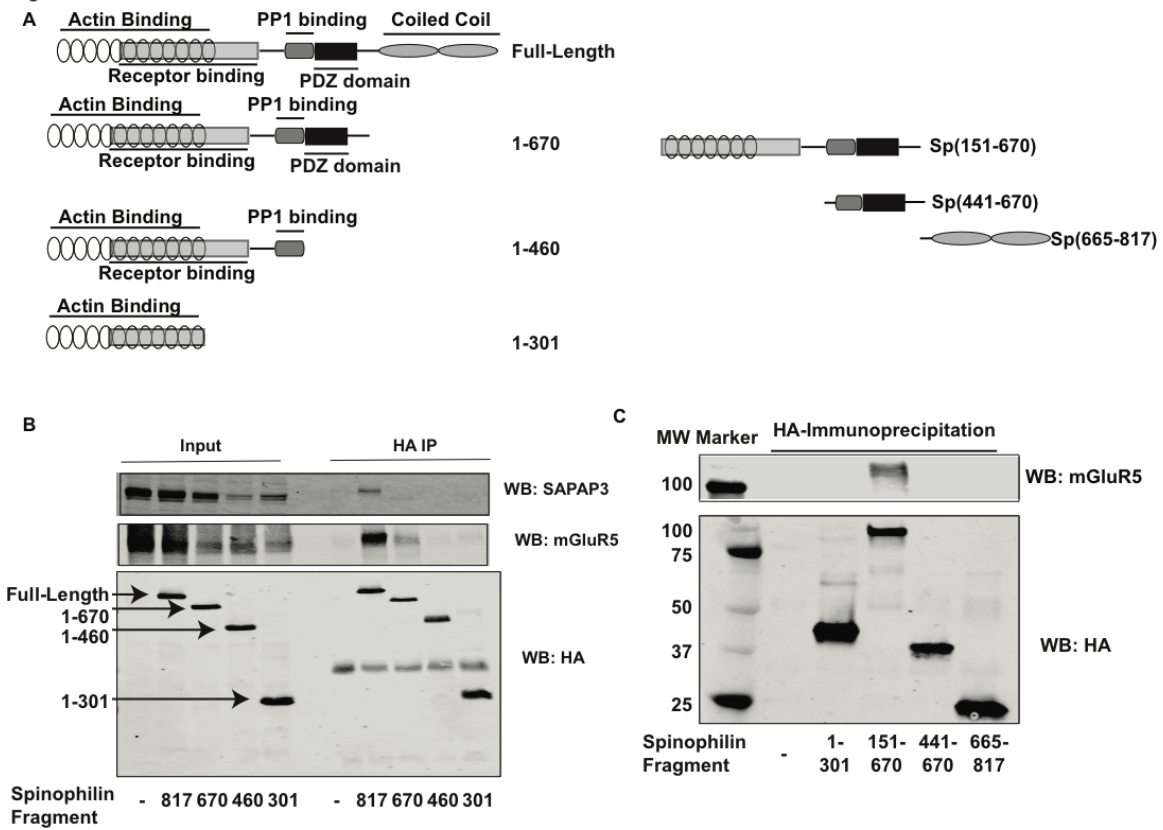 A
Actin Binding PP1 binding Coiled Coil
Full-Length
Receptor binding PDZ domain
Actin Binding PP1 binding
1-670
Receptor binding PDZ domain
Actin Binding PP1 binding
1-460
Receptor binding
Actin Binding
1-301
Sp(151-670)
Sp(441-670)
Sp(665-817)
B
Input HA IP
WB: SAPAP3
WB: mGluR5
Full-Length
1-670
1-460
1-301
WB: HA
Spinophilin - 817 670 460 301 - 817 670 460 301
Fragment
C
MW Marker HA-Immunoprecipitation
100
WB: mGluR5
100
75
50
37
25
WB: HA
Spinophilin - 1- 151- 441- 665-
Fragment 301 670 670 817